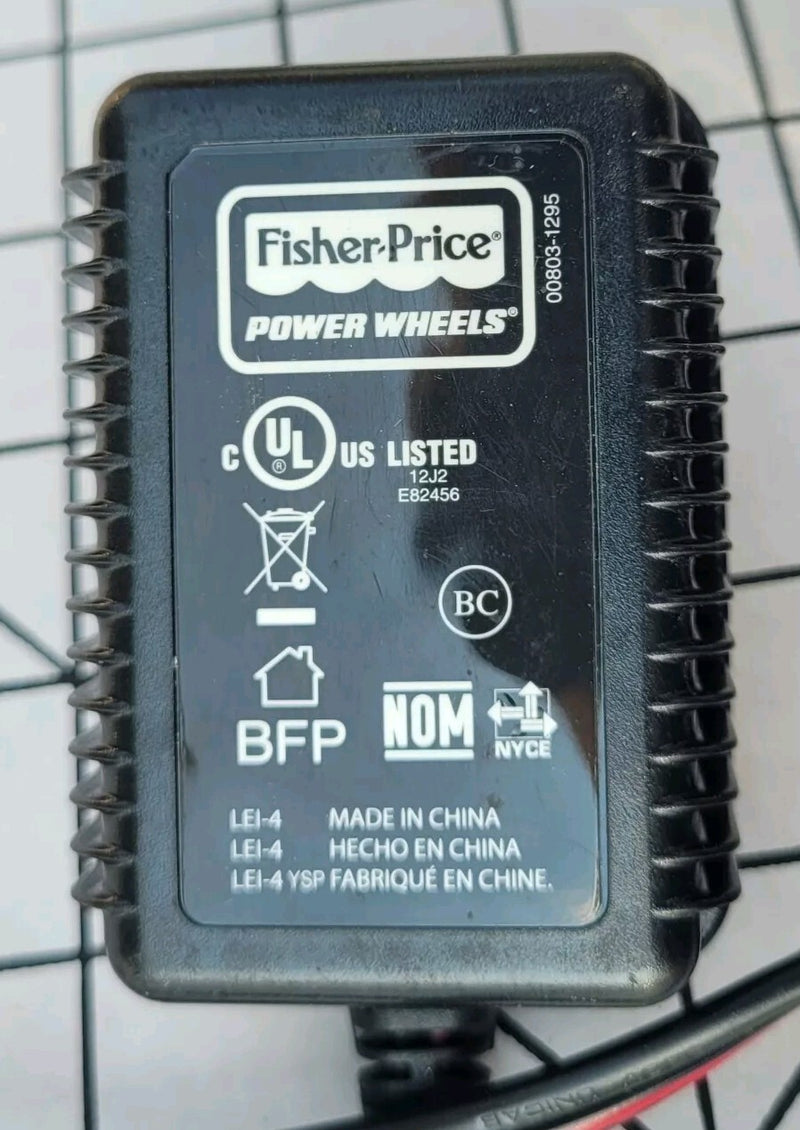 Fisher-Price®
POWER WHEELS®
00803-1295
C UL® US LISTED
12J2
E82456
BC
BFP
NOM
NYCE
LEI-4 MADE IN CHINA
LEI-4 HECHO EN CHINA
LEI-4 YSP FABRIQUÉ EN CHINE.